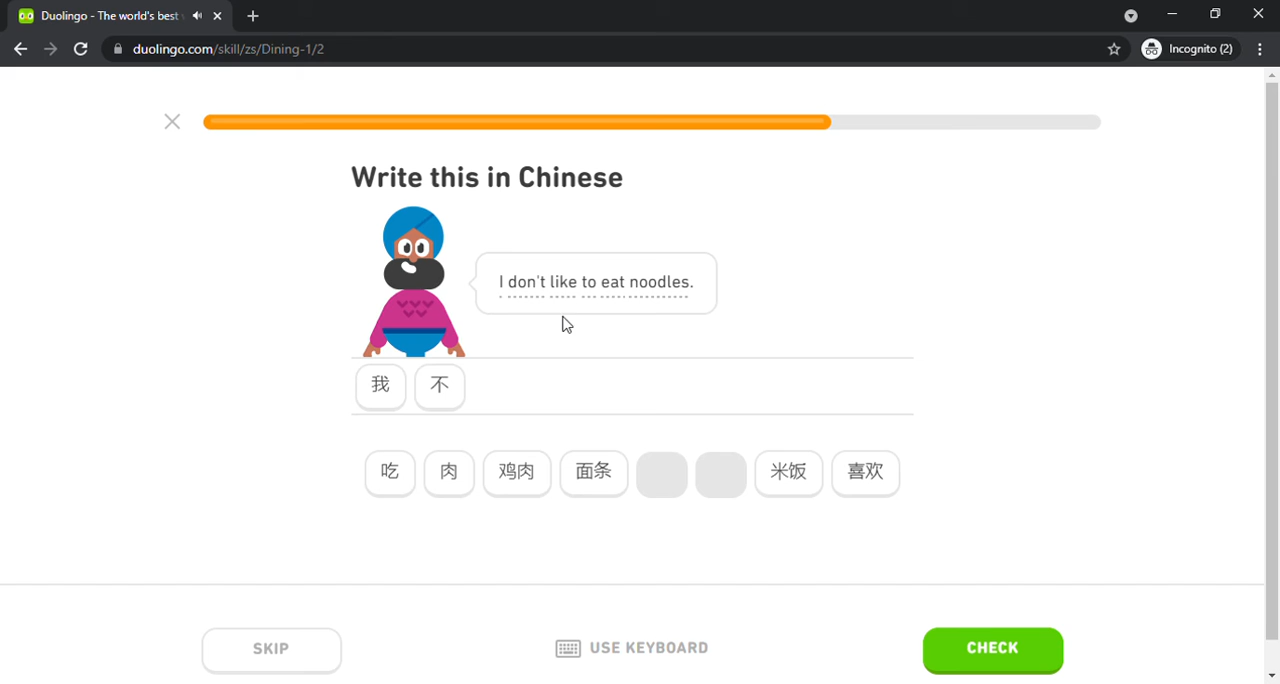 Duolingo - The world's best
duolingo.com/skill/zs/Dining-1/2
Incognito (2)
Write this in Chinese
I don't like to eat noodles.
我 不
吃 肉 鸡肉 面条 米饭 喜欢
SKIP
USE KEYBOARD
CHECK